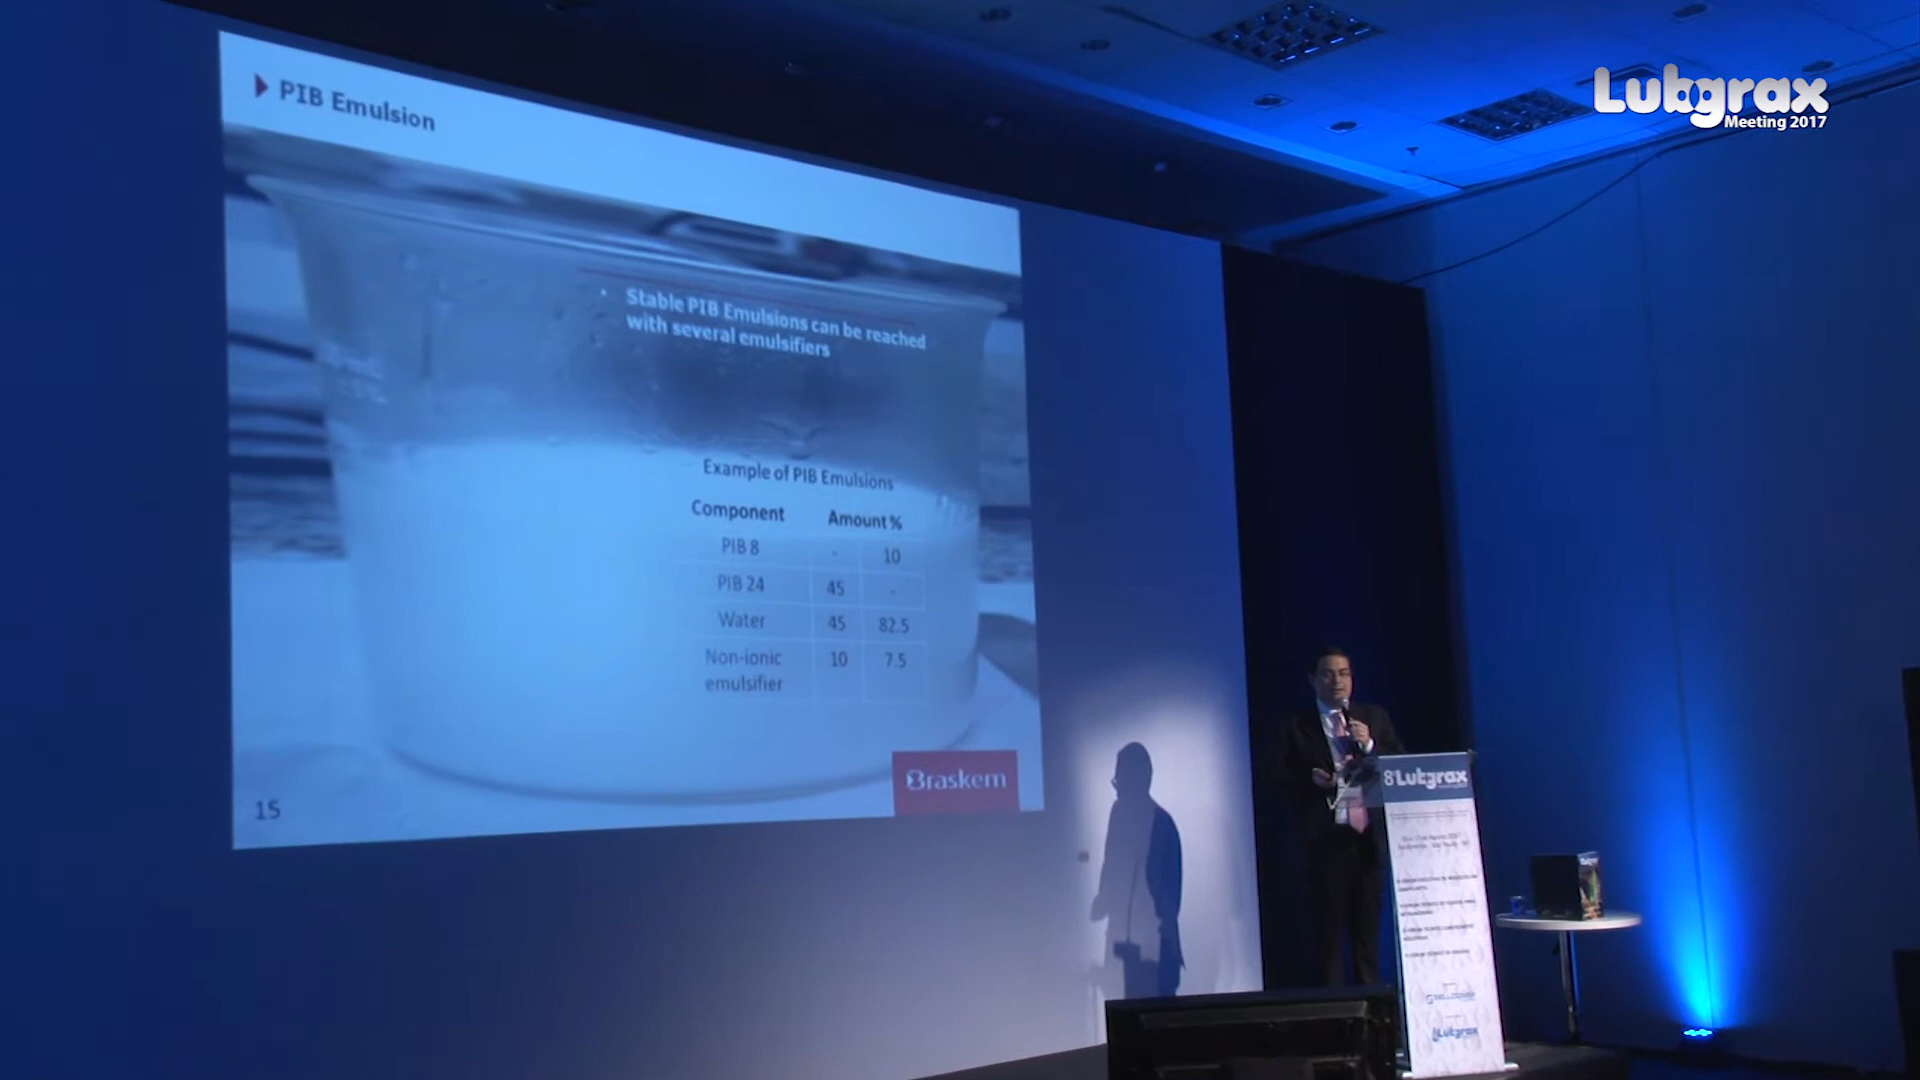 Lubgrax
Meeting 2017
PIB Emulsion
• Stable PIB Emulsions can be reached
with several emulsifiers
Example of PIB Emulsions
Component Amount %
PIB 8 - 10
PIB 24 45 -
Water 45 82.5
Non-ionic 10 7.5
emulsifier
Braskem
15
8º Lubgrax
Lubgrax